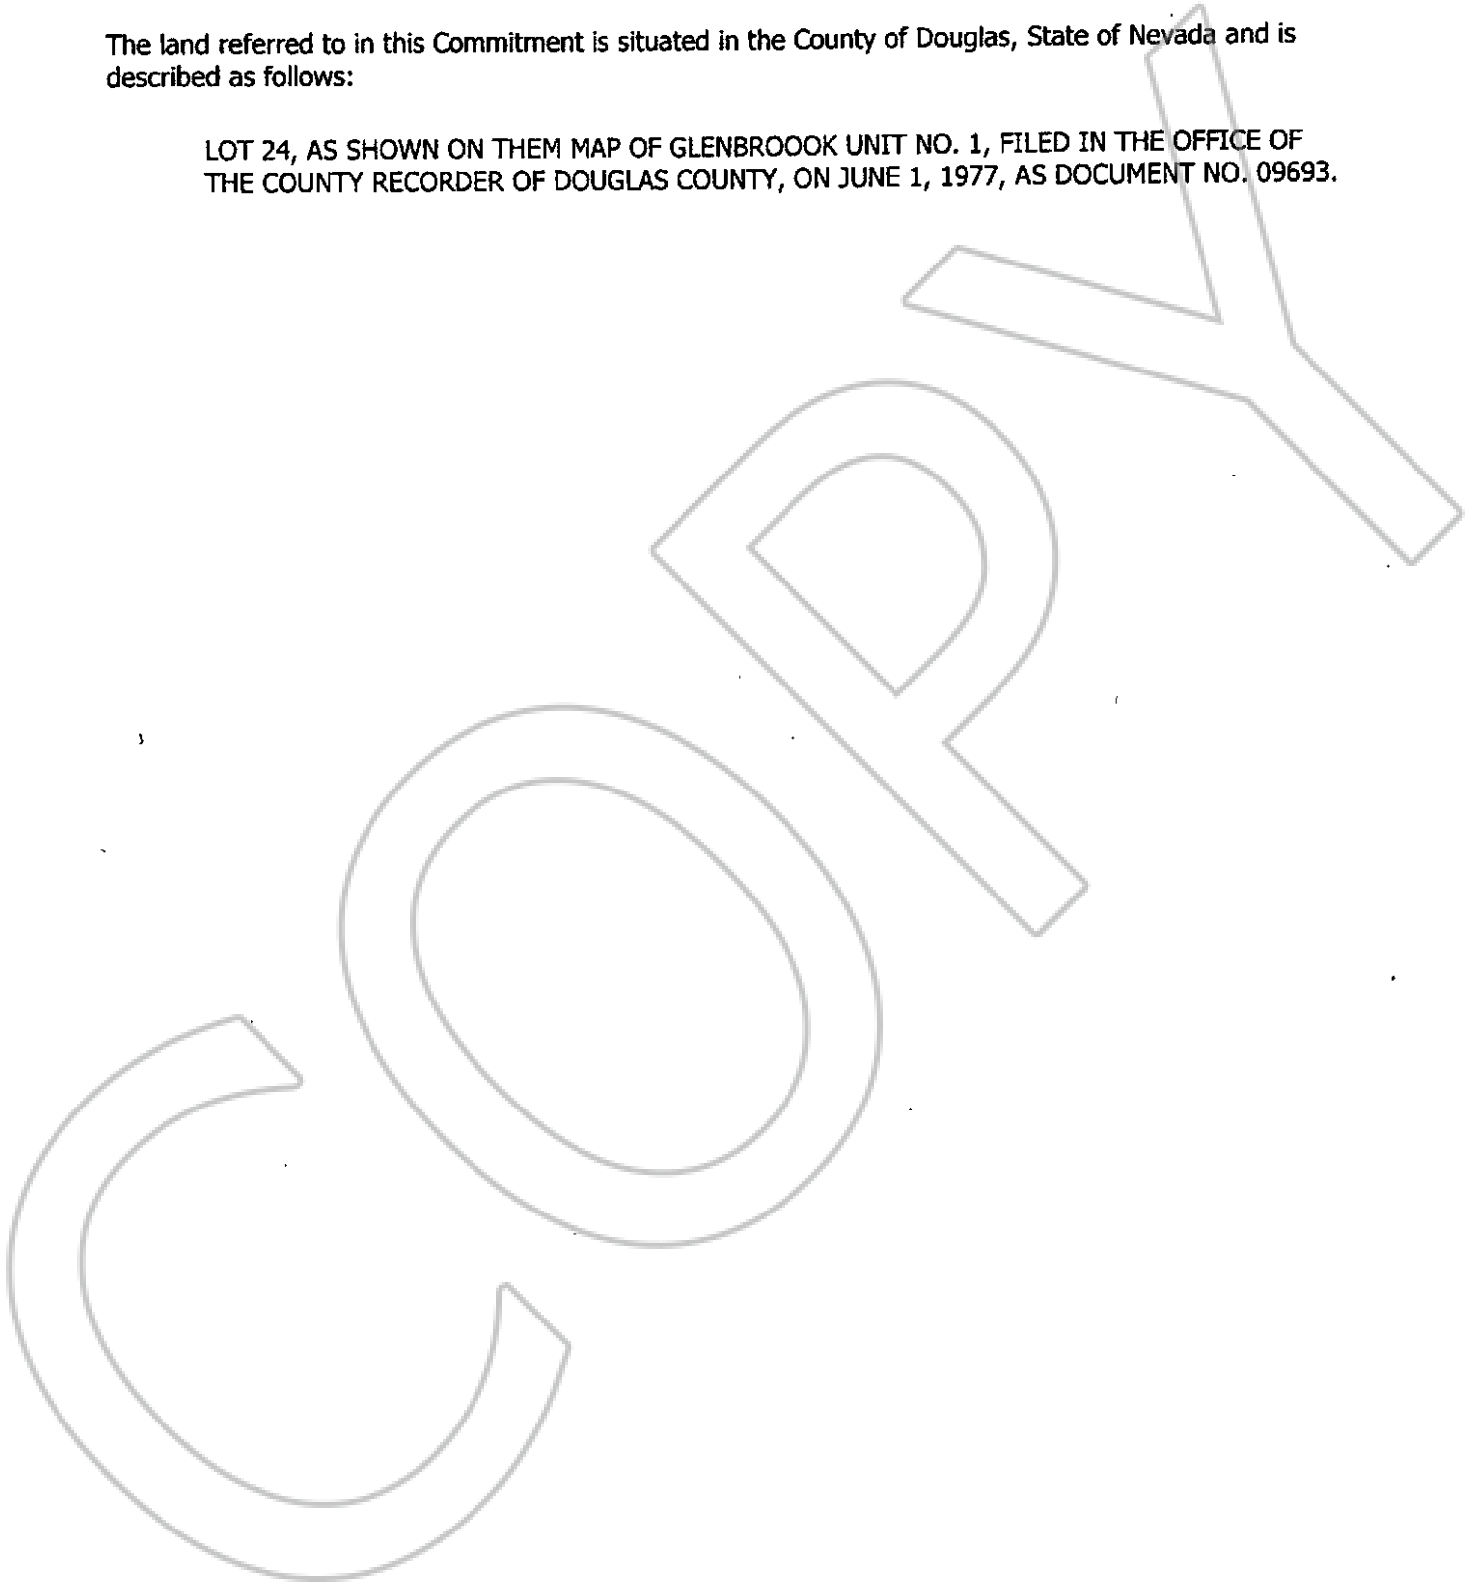 The land referred to in this Commitment is situated in the County of Douglas, State of Nevada and is
described as follows:
LOT 24, AS SHOWN ON THEM MAP OF GLENBROOOK UNIT NO. 1, FILED IN THE OFFICE OF
THE COUNTY RECORDER OF DOUGLAS COUNTY, ON JUNE 1, 1977, AS DOCUMENT NO. 09693.
COPY